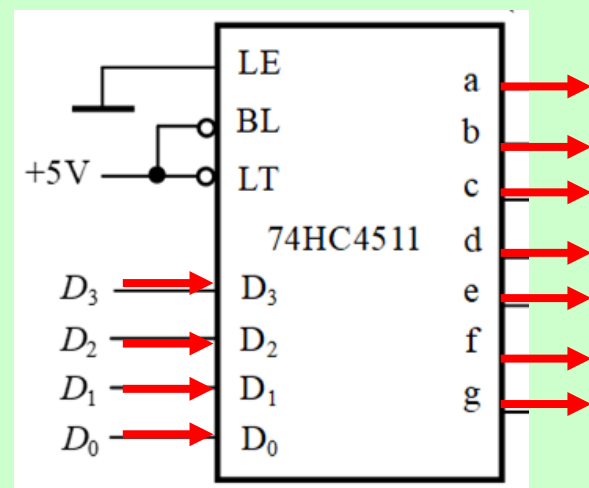 LE
a
BL
b
+5V
LT
c
74HC4511
d
D₃ D₃
e
D₂ D₂
f
D₁ D₁
g
D₀ D₀